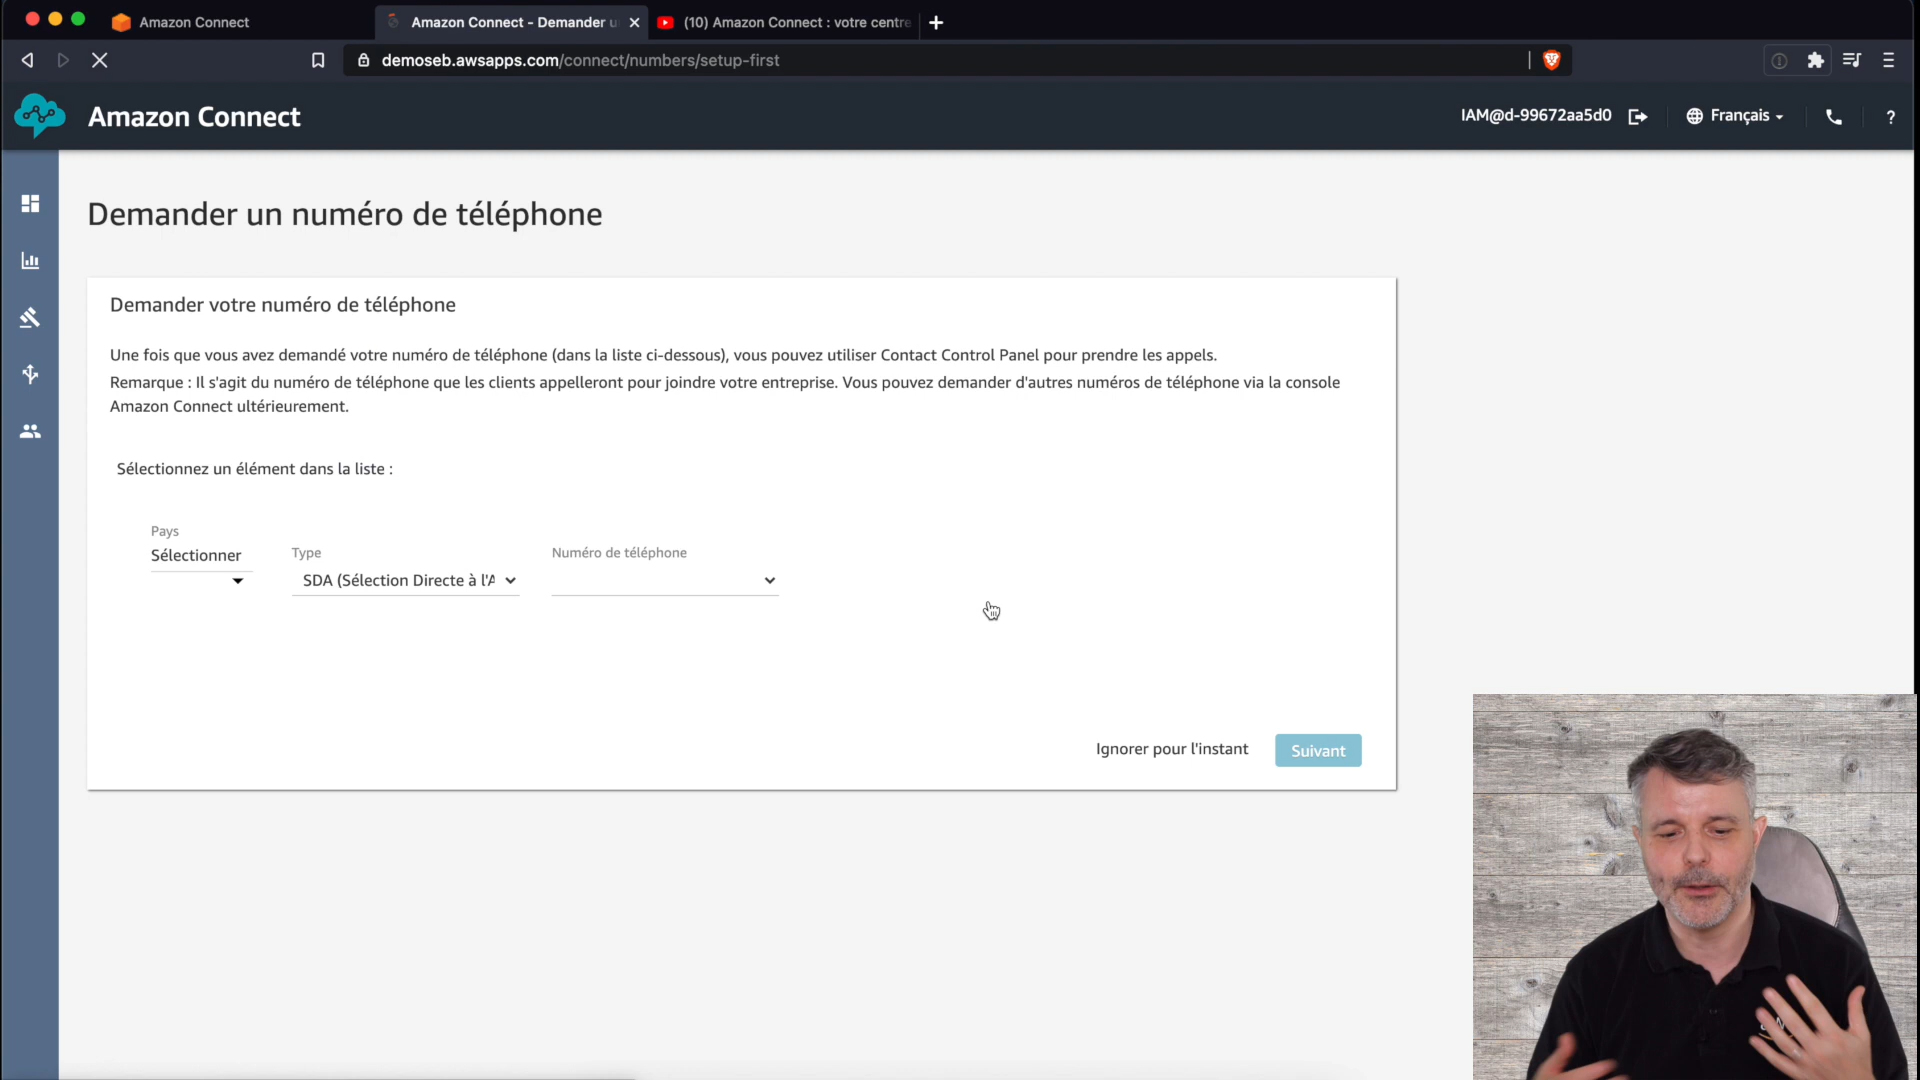 Amazon Connect
Amazon Connect - Demander u
(10) Amazon Connect : votre centre
demoseb.awsapps.com/connect/numbers/setup-first
Amazon Connect
IAM@d-99672aa5d0
Français
?
Demander un numéro de téléphone
Demander votre numéro de téléphone
Une fois que vous avez demandé votre numéro de téléphone (dans la liste ci-dessous), vous pouvez utiliser Contact Control Panel pour prendre les appels.
Remarque : Il s'agit du numéro de téléphone que les clients appelleront pour joindre votre entreprise. Vous pouvez demander d'autres numéros de téléphone via la console
Amazon Connect ultérieurement.
Sélectionnez un élément dans la liste :
Pays
Sélectionner
Type
SDA (Sélection Directe à l'A
Numéro de téléphone
Ignorer pour l'instant
Suivant